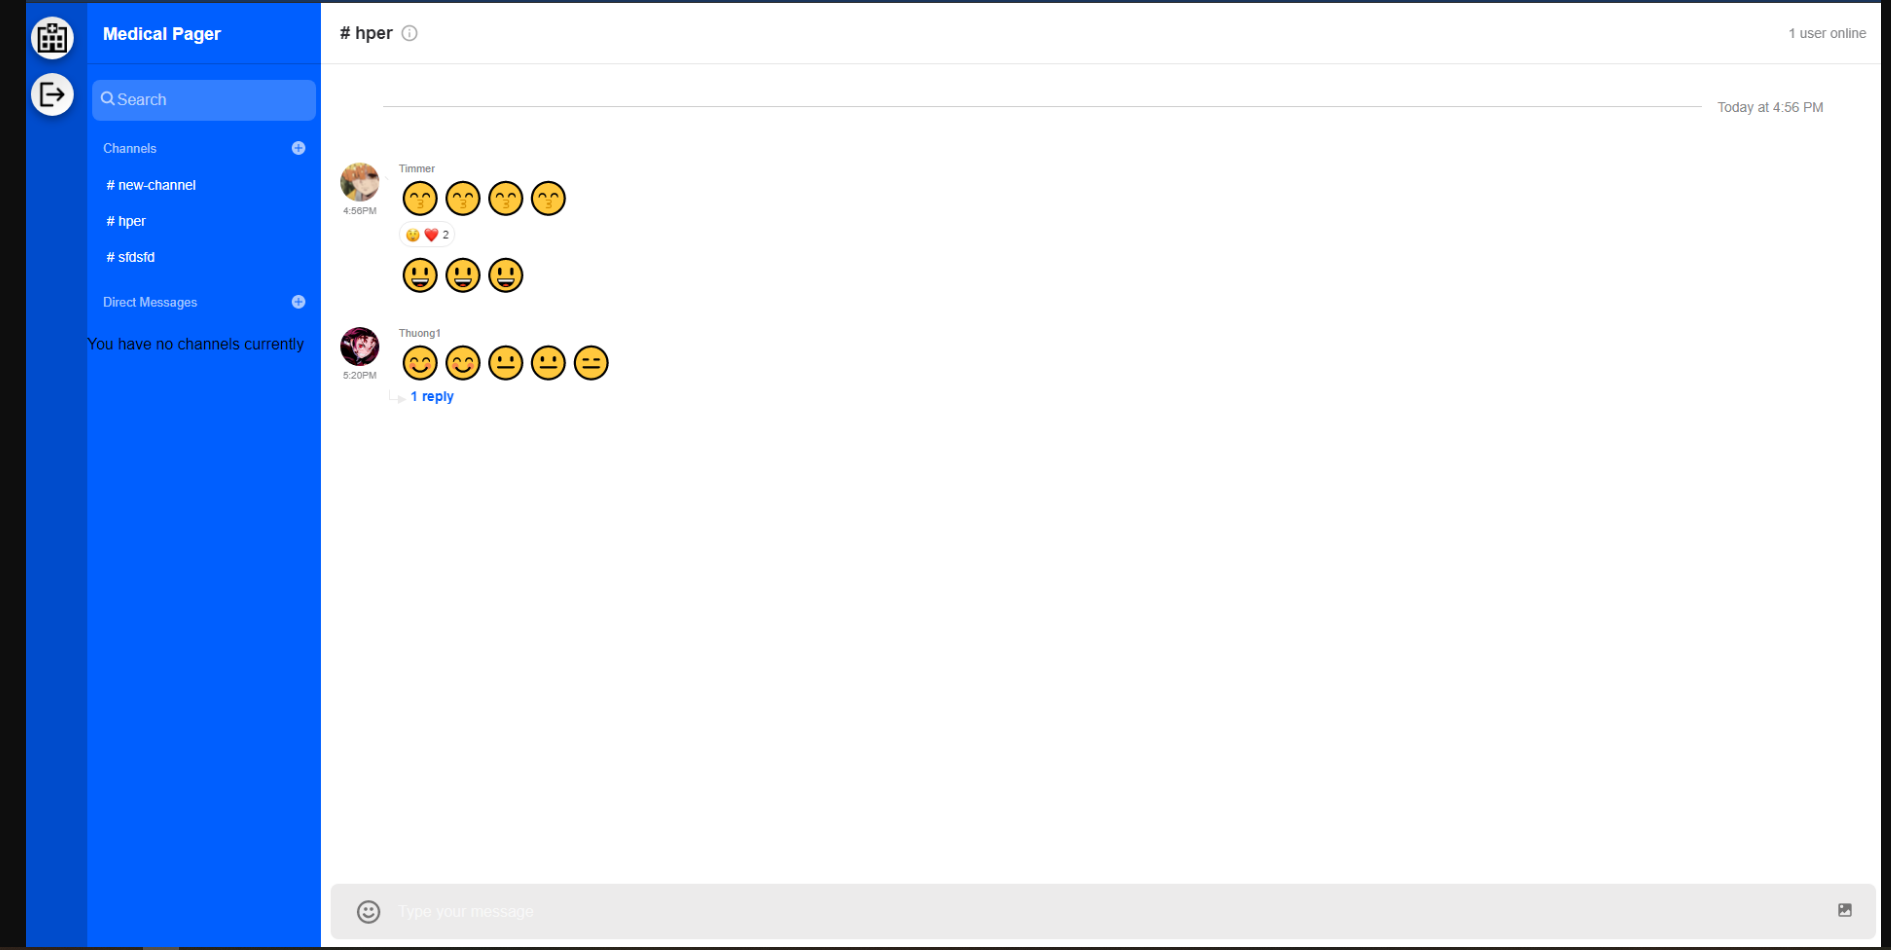 Medical Pager
Search
Channels
# new-channel
# hper
# sfdsfd
Direct Messages
You have no channels currently
# hper
1 user online
Today at 4:56 PM
Timmer
4:56PM
2
Thuong1
5:20PM
1 reply
Type your message